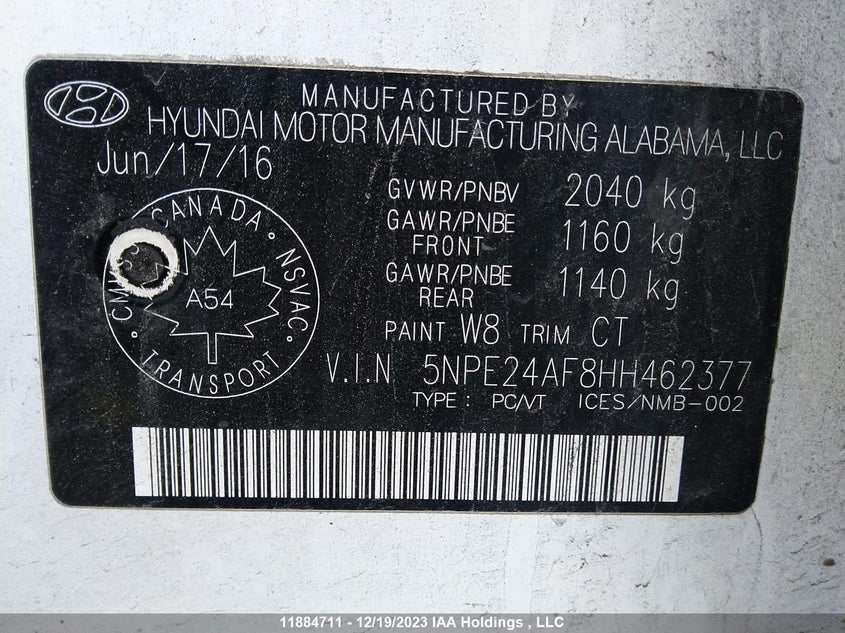 MANUFACTURED BY
HYUNDAI MOTOR MANUFACTURING ALABAMA, LLC
Jun/17/16
GVWR/PNBV 2040 kg
GAWR/PNBE FRONT 1160 kg
GAWR/PNBE REAR 1140 kg
PAINT W8 TRIM CT
V.I.N 5NPE24AF8HH462377
TYPE: PC/VT ICES/NMB-002
CANADA • NSVAC •
TRANSPORT •
A54
11884711 - 12/19/2023 IAA Holdings , LLC